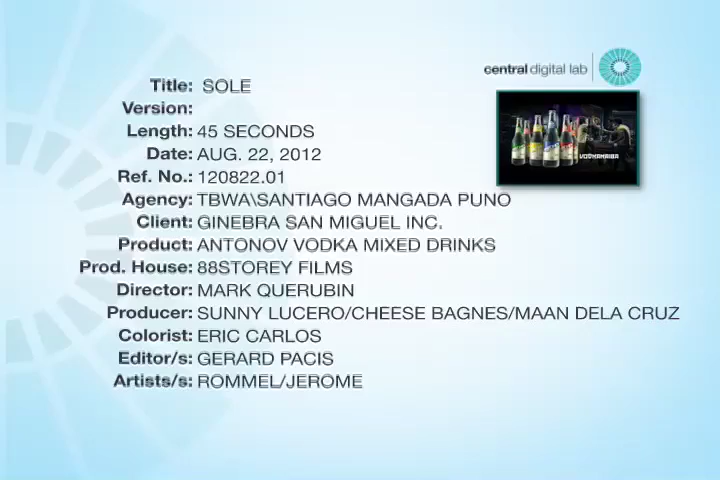 central digital lab
Title: SOLE
Version:
Length: 45 SECONDS
Date: AUG. 22, 2012
Ref. No.: 120822.01
Agency: TBWA\SANTIAGO MANGADA PUNO
Client: GINEBRA SAN MIGUEL INC.
Product: ANTONOV VODKA MIXED DRINKS
Prod. House: 88STOREY FILMS
Director: MARK QUERUBIN
Producer: SUNNY LUCERO/CHEESE BAGNES/MAAN DELA CRUZ
Colorist: ERIC CARLOS
Editor/s: GERARD PACIS
Artists/s: ROMMEL/JEROME